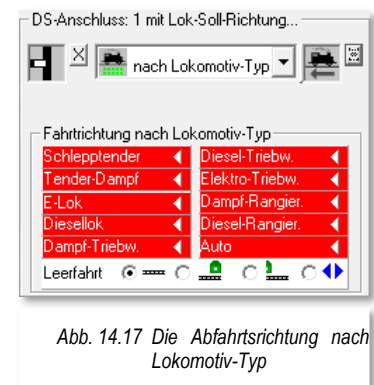 DS-Anschluss: 1 mit Lok-Soll-Richtung...
nach Lokomotiv-Typ
Fahrtrichtung nach Lokomotiv-Typ
Schlepptender
Diesel-Triebw.
Tender-Dampf
Elektro-Triebw.
E-Lok
Dampf-Rangier.
Diesellok
Diesel-Rangier.
Dampf-Triebw.
Auto
Leerfahrt
Abb. 14.17 Die Abfahrtsrichtung nach
Lokomotiv-Typ